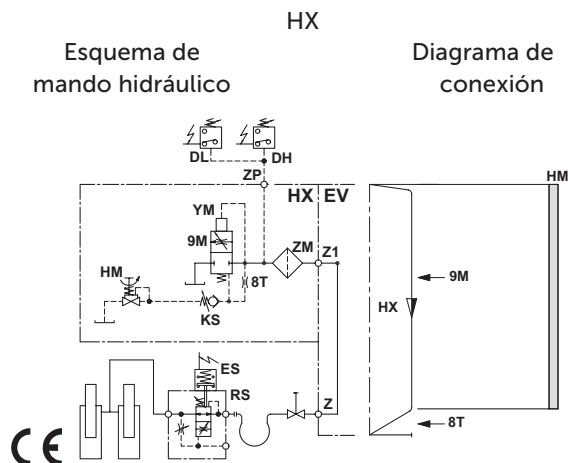 HX
Esquema de
mando hidráulico
Diagrama de
conexión
DL
DH
ZP
HX
EV
HM
YM
9M
ZM
Z1
HM
8T
KS
9M
HX
ES
RS
Z
8T
CE